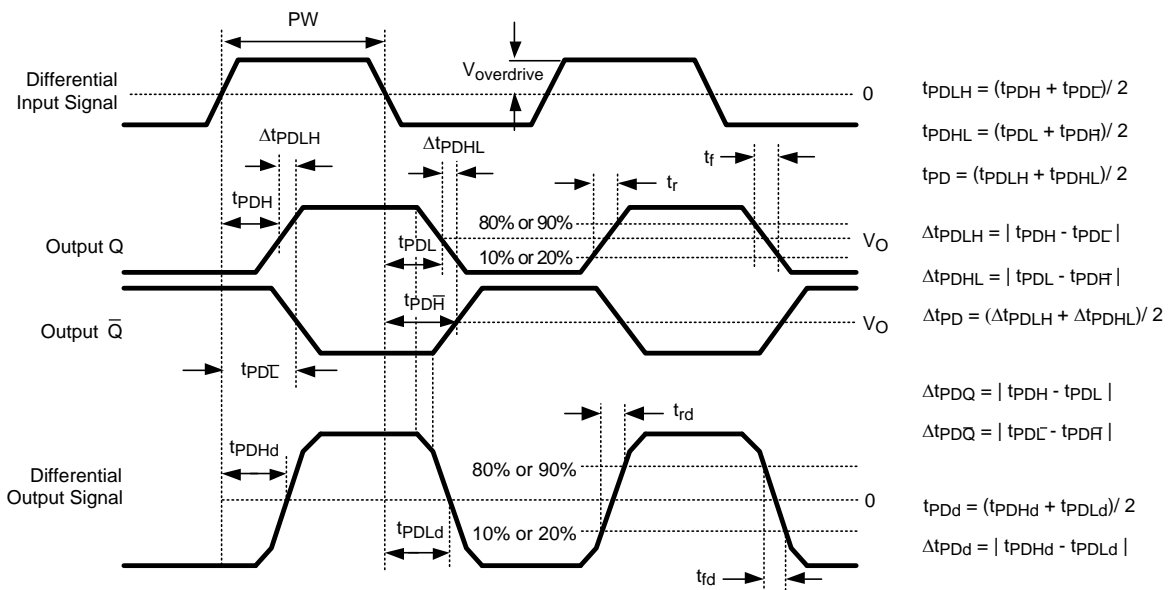 PW
Differential
Input Signal
Voverdrive
0
ΔtPDLH
ΔtPDHL
tf
tPDH
tr
80% or 90%
Output Q
tPDL
VO
10% or 20%
tPDH̅
Output Q̅
VO
tPDL̅
trd
tPDHd
80% or 90%
Differential
Output Signal
0
tPDLd
10% or 20%
tfd
tPDLH = (tPDH + tPDL̅)/ 2
tPDHL = (tPDL + tPDH̅)/ 2
tPD = (tPDLH + tPDHL)/ 2
ΔtPDLH = | tPDH - tPDL̅ |
ΔtPDHL = | tPDL - tPDH̅ |
ΔtPD = (ΔtPDLH + ΔtPDHL)/ 2
ΔtPDQ = | tPDH - tPDL |
ΔtPDQ̅ = | tPDL̅ - tPDH̅ |
tPDd = (tPDHd + tPDLd)/ 2
ΔtPDd = | tPDHd - tPDLd |